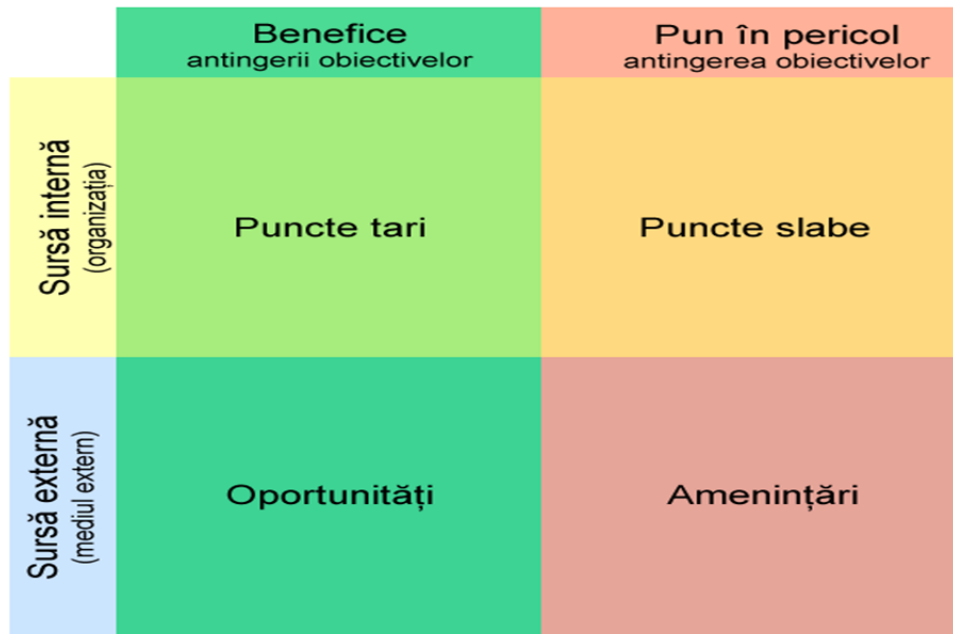 Benefice
antingerii obiectivelor
Pun în pericol
antingerea obiectivelor
Sursă internă
(organizația)
Puncte tari
Puncte slabe
Sursă externă
(mediul extern)
Oportunități
Amenințări